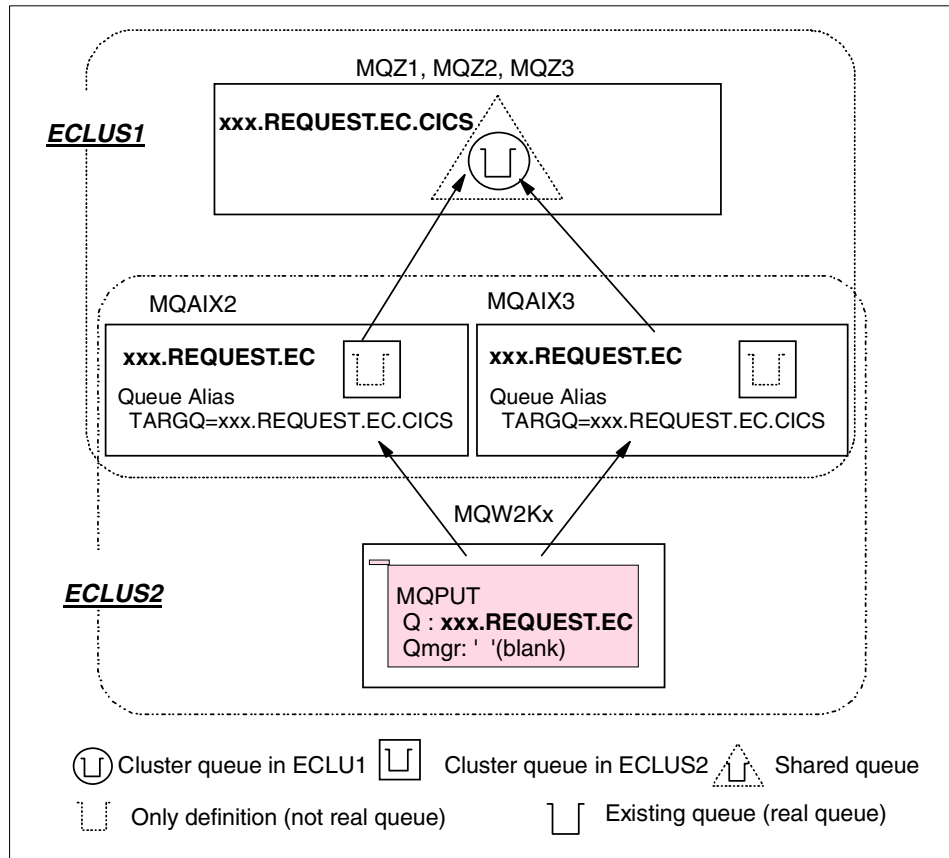 MQZ1, MQZ2, MQZ3
xxx.REQUEST.EC.CICS
ECLUS1
MQAIX2
xxx.REQUEST.EC
Queue Alias
TARGQ=xxx.REQUEST.EC.CICS
MQAIX3
xxx.REQUEST.EC
Queue Alias
TARGQ=xxx.REQUEST.EC.CICS
MQW2Kx
ECLUS2
MQPUT
Q : xxx.REQUEST.EC
Qmgr: ' '(blank)
Cluster queue in ECLU1
Cluster queue in ECLUS2
Shared queue
Only definition (not real queue)
Existing queue (real queue)